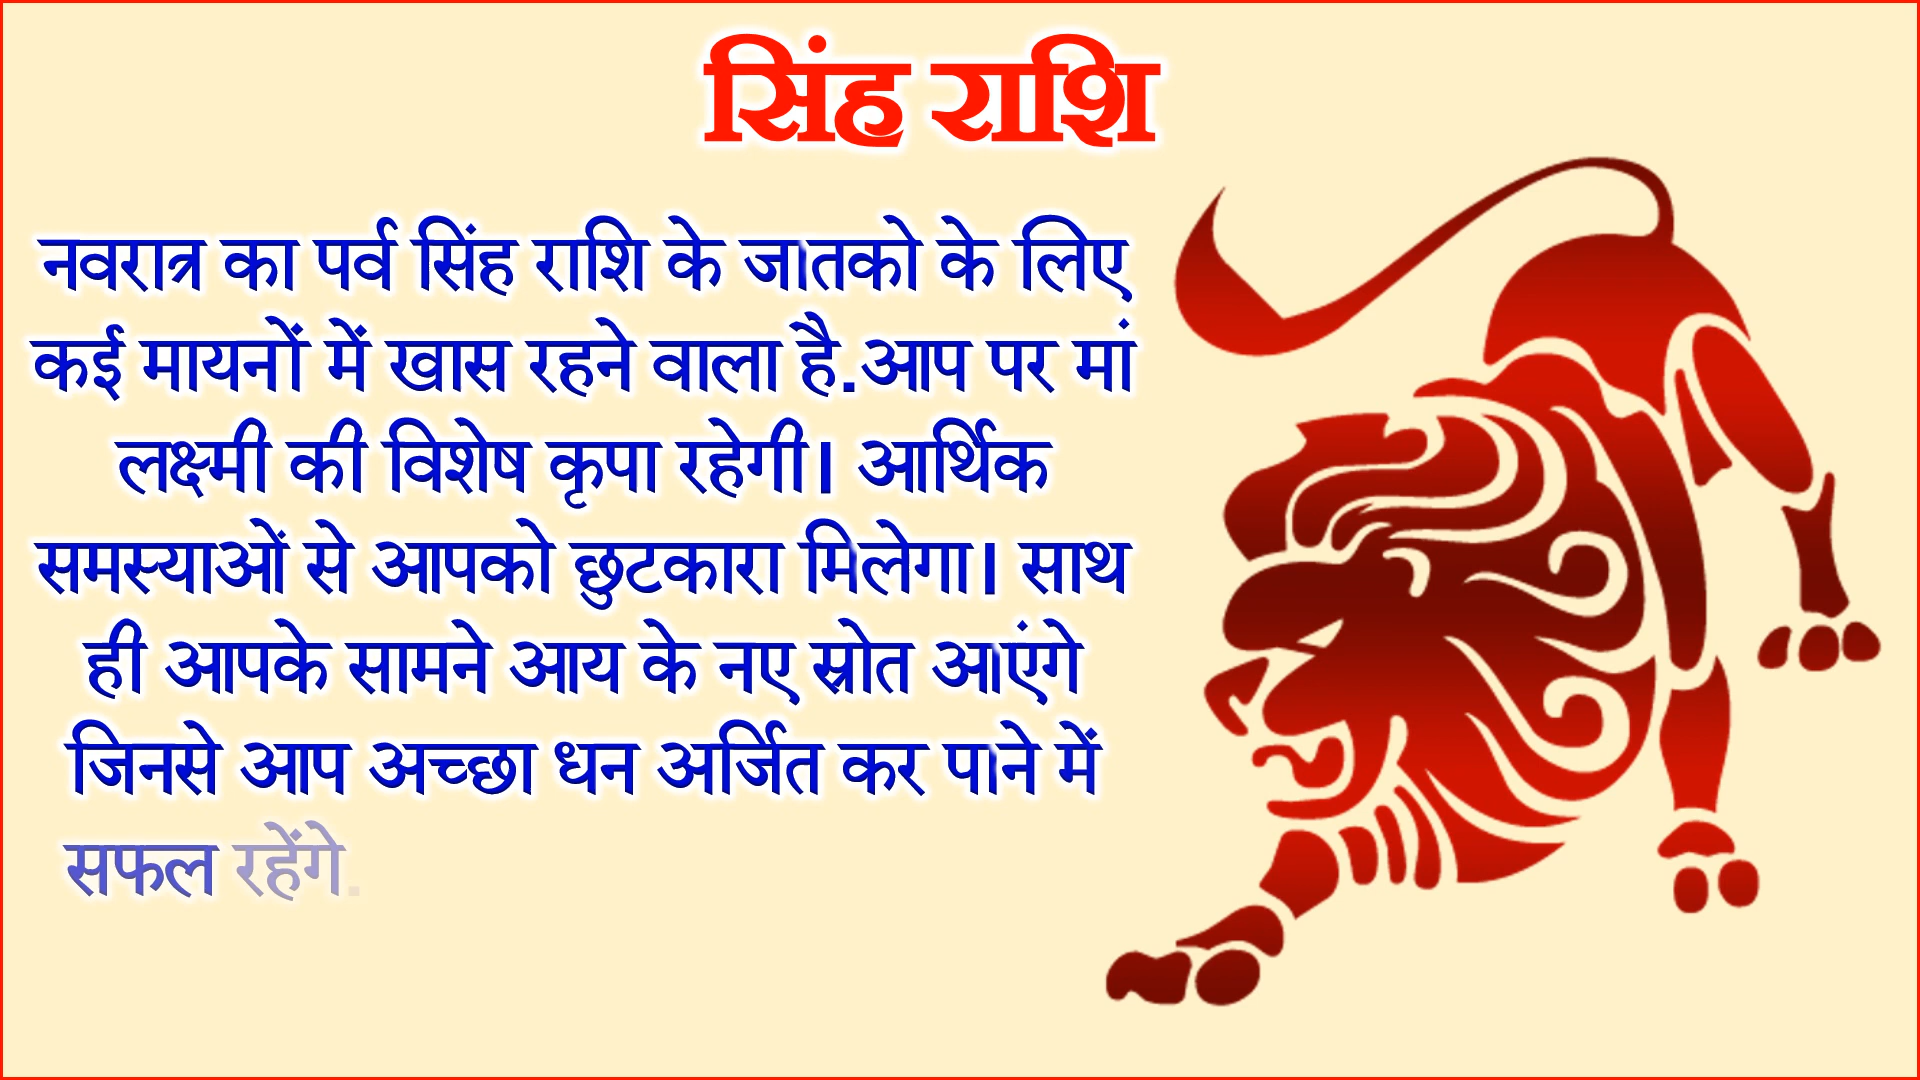 सिंह राशि
नवरात्र का पर्व सिंह राशि के जातको के लिए
कई मायनों में खास रहने वाला है.आप पर मां
लक्ष्मी की विशेष कृपा रहेगी। आर्थिक
समस्याओं से आपको छुटकारा मिलेगा। साथ
ही आपके सामने आय के नए स्रोत आएंगे
जिनसे आप अच्छा धन अर्जित कर पाने में
सफल रहेंगे.